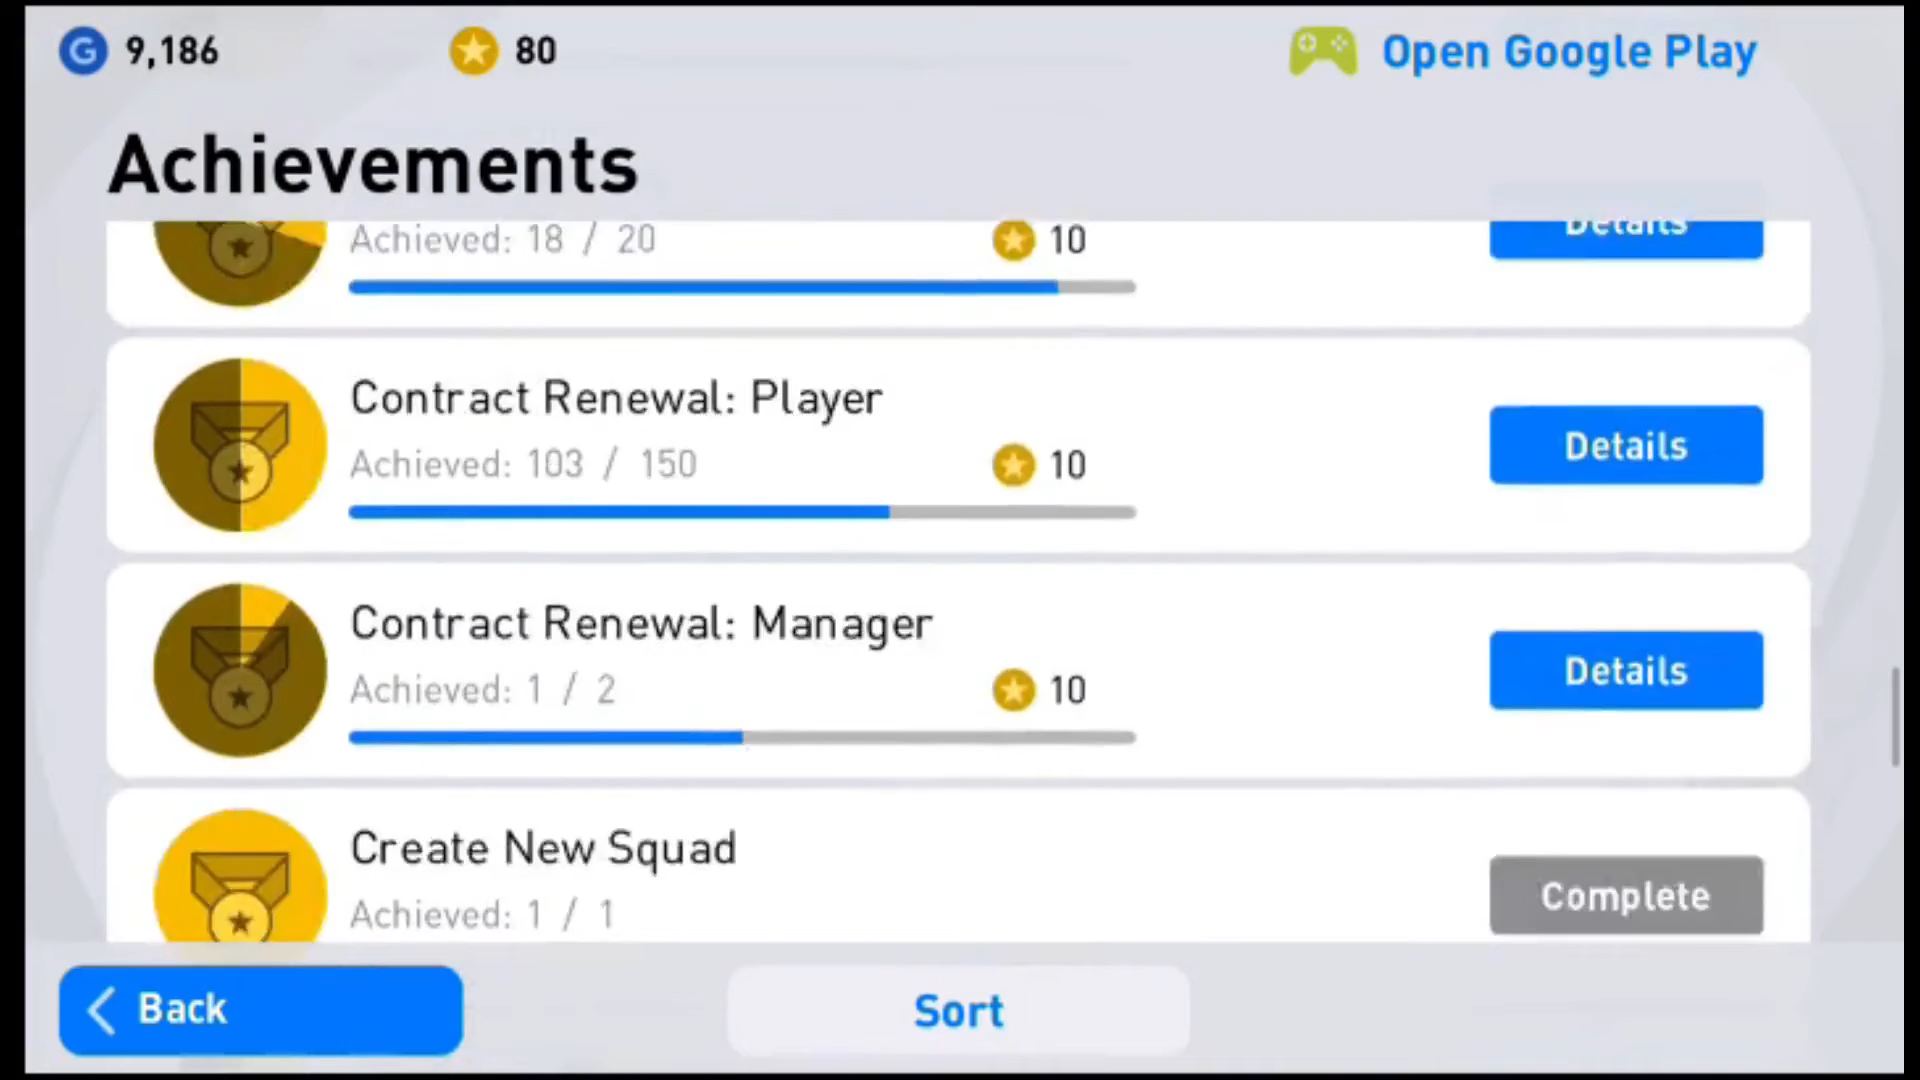 G 9,186
80
Open Google Play
Achievements
Achieved: 18 / 20
10
Details
Contract Renewal: Player
Achieved: 103 / 150
10
Details
Contract Renewal: Manager
Achieved: 1 / 2
10
Details
Create New Squad
Achieved: 1 / 1
Complete
Back
Sort